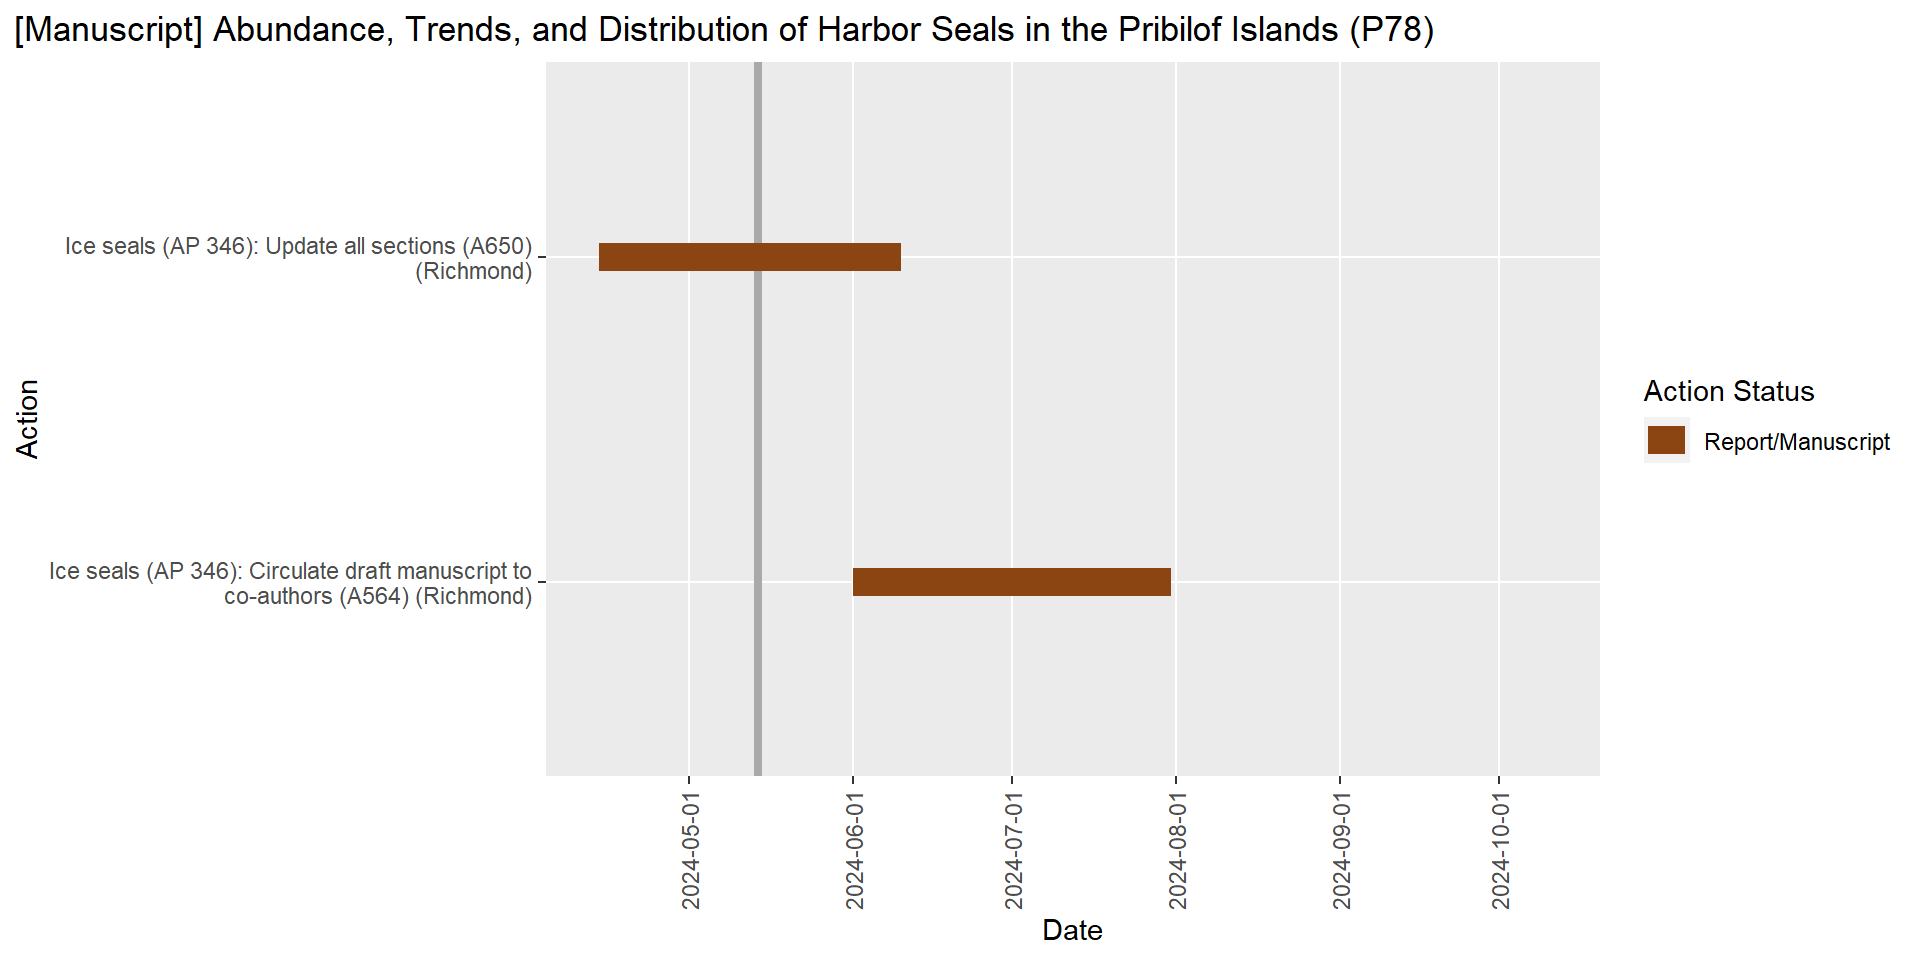 [Manuscript] Abundance, Trends, and Distribution of Harbor Seals in the Pribilof Islands (P78)
Action
Ice seals (AP 346): Update all sections (A650)
(Richmond)
Ice seals (AP 346): Circulate draft manuscript to
co-authors (A564) (Richmond)
2024-05-01
2024-06-01
2024-07-01
2024-08-01
2024-09-01
2024-10-01
Date
Action Status
Report/Manuscript